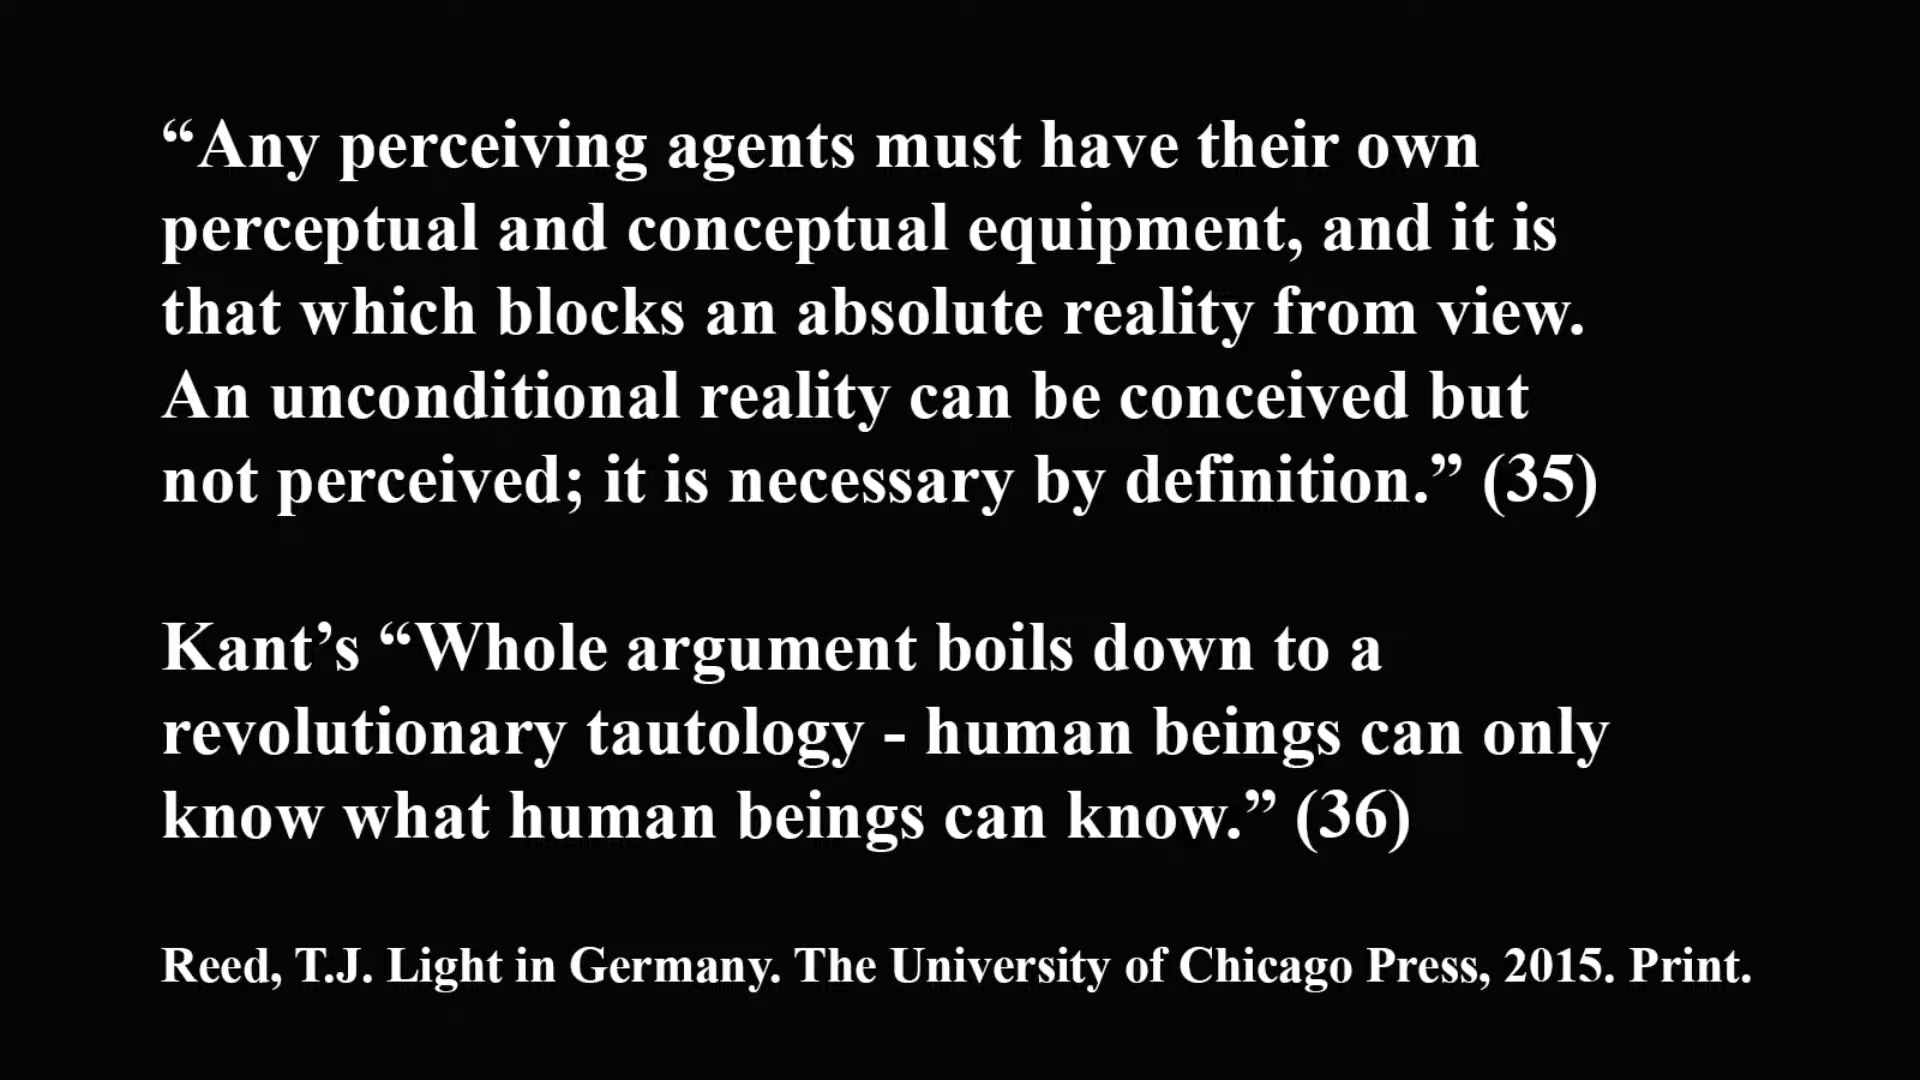 “Any perceiving agents must have their own
perceptual and conceptual equipment, and it is
that which blocks an absolute reality from view.
An unconditional reality can be conceived but
not perceived; it is necessary by definition.” (35)
Kant’s “Whole argument boils down to a
revolutionary tautology - human beings can only
know what human beings can know.” (36)
Reed, T.J. Light in Germany. The University of Chicago Press, 2015. Print.